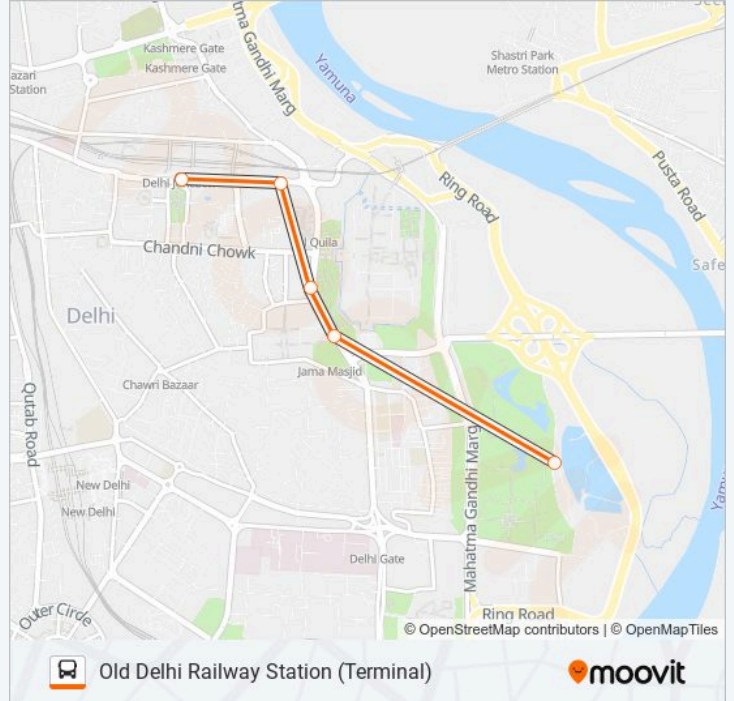 Kashmere Gate
Kashmere Gate
Mahatma Gandhi Marg
Yamuna
Shastri Park
Metro Station
azari
Station
Pusta Road
Ring Road
Delhi J
Chandni Chowk
l Quila
Safe
Delhi
Jama Masjid
Chawri Bazaar
Qutab Road
Mahatma Gandhi Marg
New Delhi
New Delhi
Yam
Delhi Gate
Outer Circle
Ring Road
© OpenStreetMap contributors | © OpenMapTiles
Old Delhi Railway Station (Terminal)
moovit